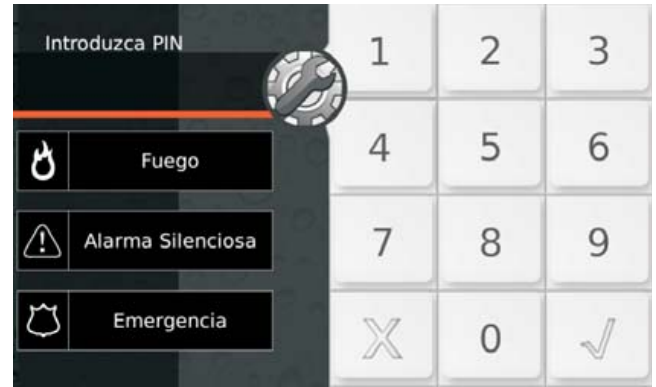 Introduzca PIN
1 2 3
Fuego
4 5 6
Alarma Silenciosa
7 8 9
Emergencia
X 0 √